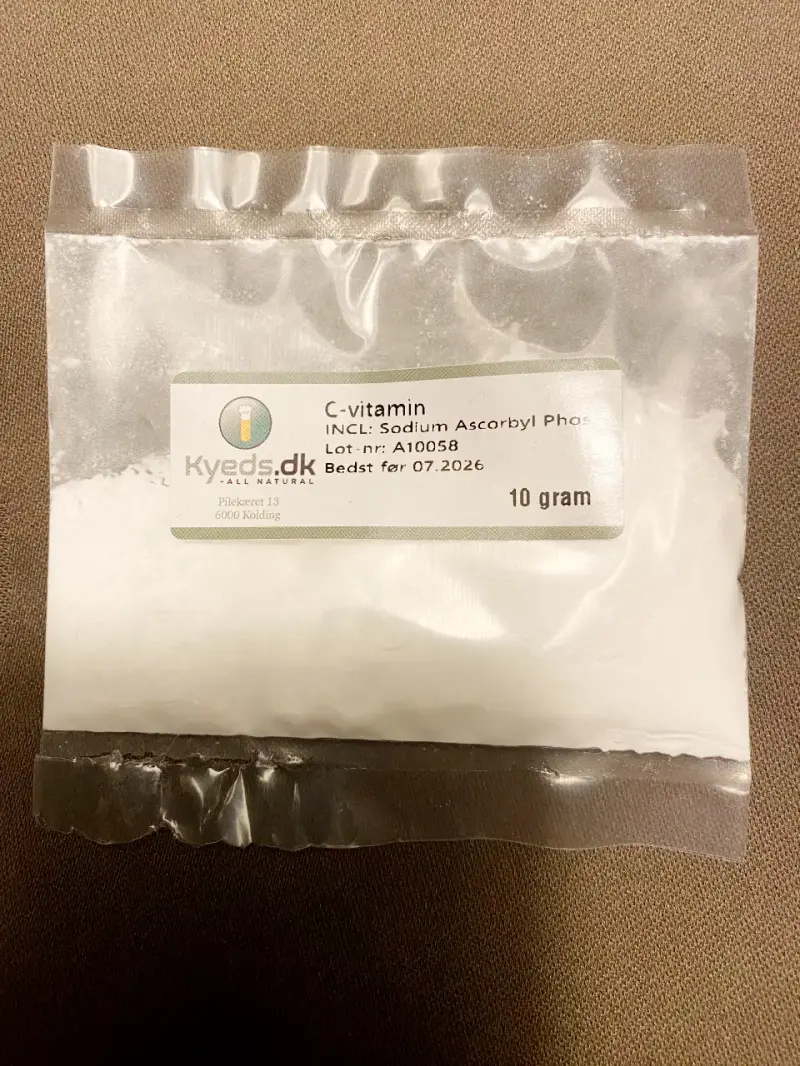 C-vitamin
INCL: Sodium Ascorbyl Phos
Lot-nr: A10058
Bedst før 07.2026
10 gram
Kyeds.dk
-ALL NATURAL
Pilekæret 13
6000 Kolding